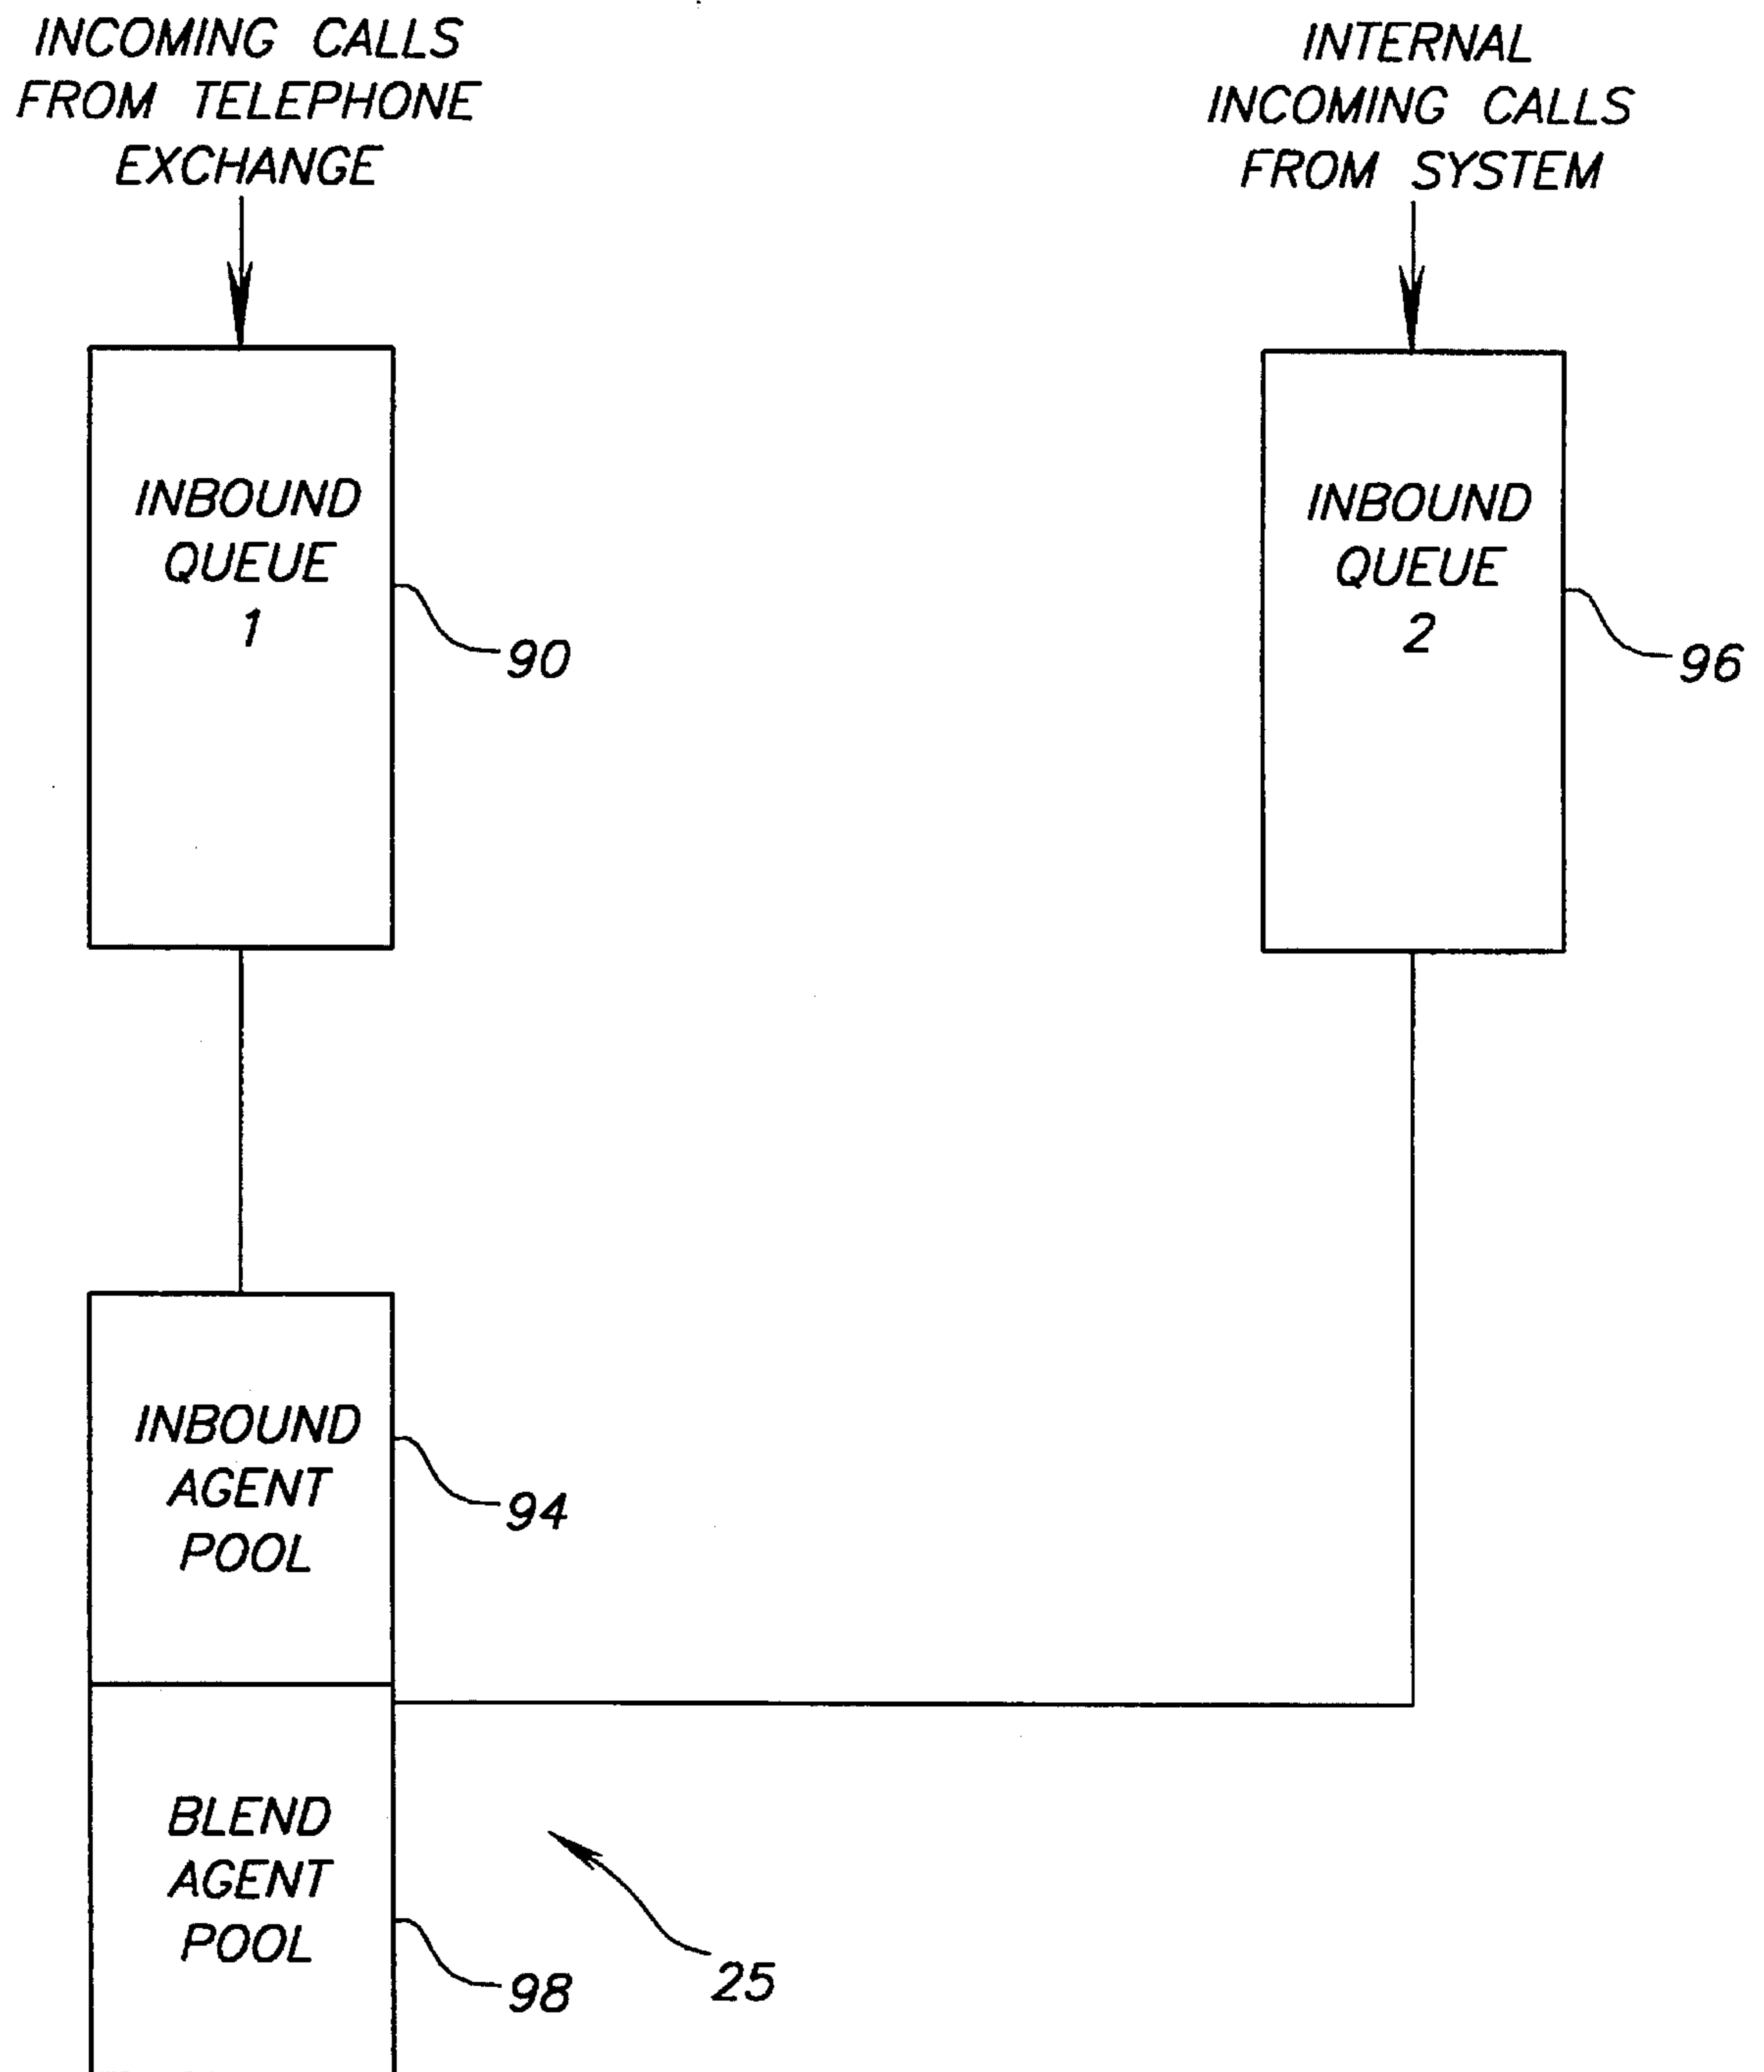 INCOMING CALLS
FROM TELEPHONE
EXCHANGE
INTERNAL
INCOMING CALLS
FROM SYSTEM
INBOUND
QUEUE
1
90
INBOUND
QUEUE
2
96
INBOUND
AGENT
POOL
94
BLEND
AGENT
POOL
98
25